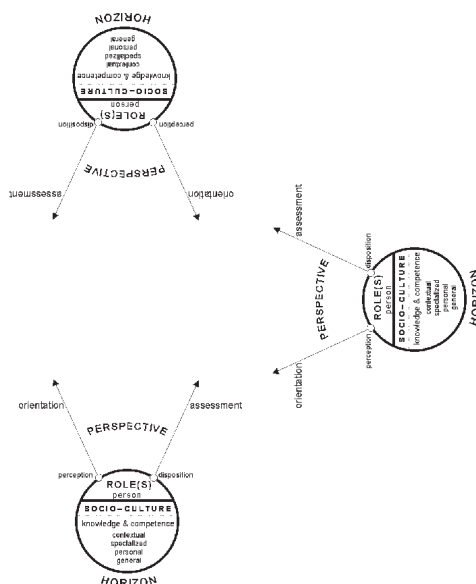 HORIZON
general
personal
specialized
contextual
knowledge & competence
SOCIO-CULTURE
person
ROLE(S)
disposition
perception
PERSPECTIVE
assessment
orientation
assessment
disposition
PERSPECTIVE
ROLE(S)
person
SOCIO-CULTURE
knowledge & competence
contextual
specialized
personal
general
HORIZON
perception
orientation
orientation
assessment
PERSPECTIVE
perception
disposition
ROLE(S)
person
SOCIO-CULTURE
knowledge & competence
contextual
specialized
personal
general
HORIZON